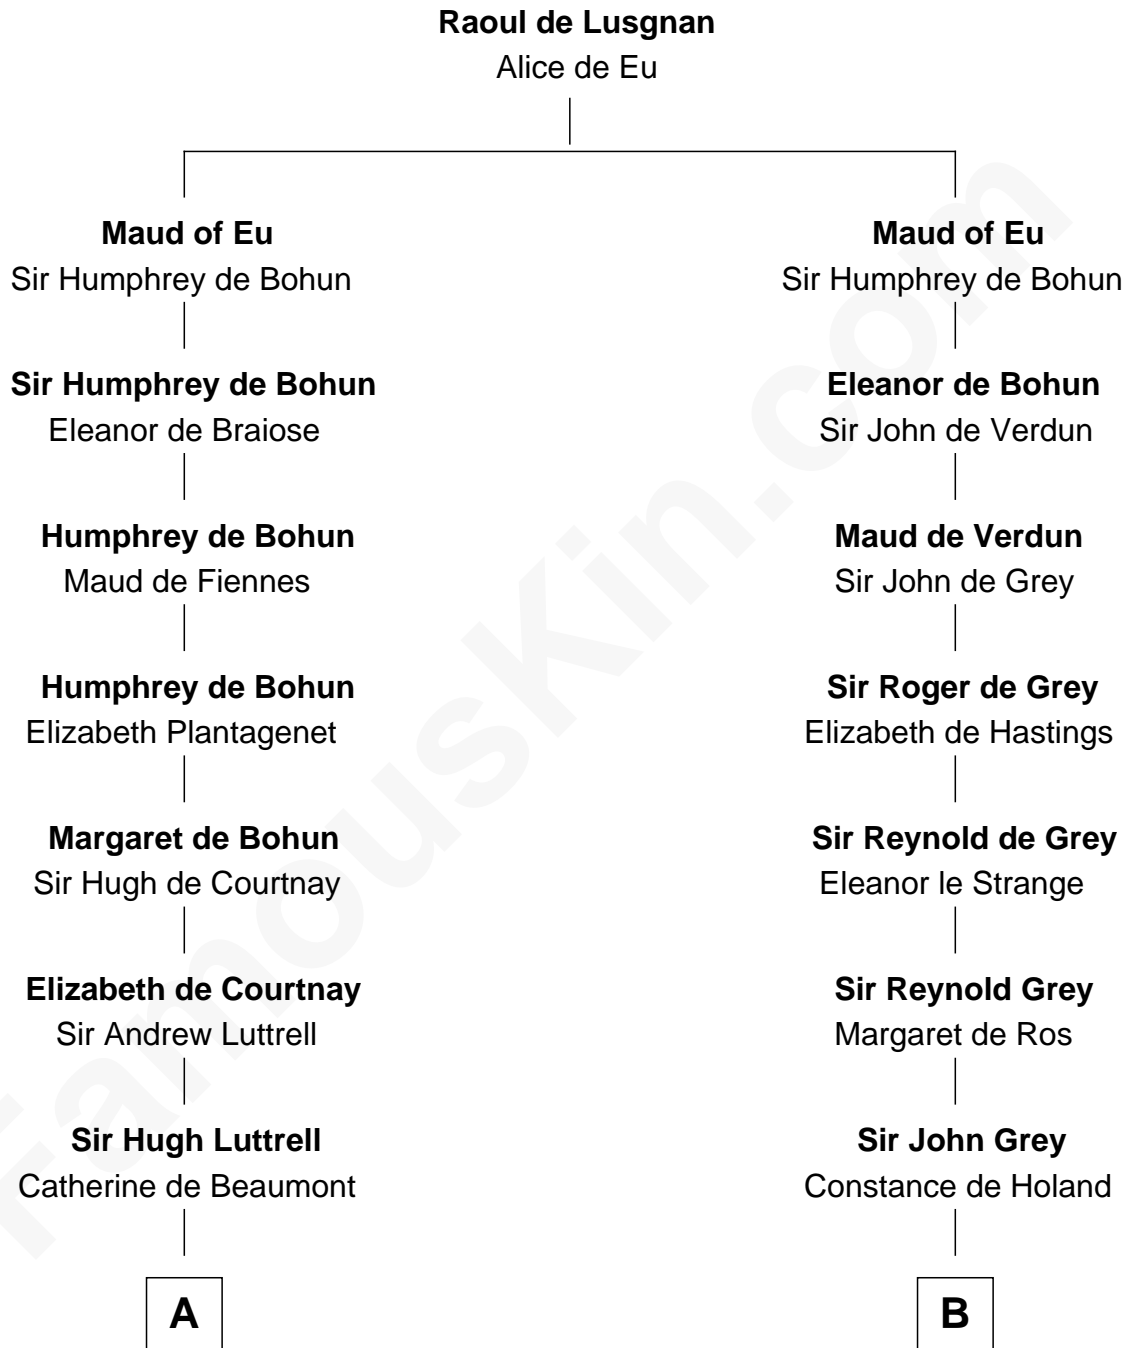 Raoul de Lusgnan
Alice de Eu
Maud of Eu
Sir Humphrey de Bohun
Maud of Eu
Sir Humphrey de Bohun
Sir Humphrey de Bohun
Eleanor de Braiose
Eleanor de Bohun
Sir John de Verdun
Humphrey de Bohun
Maud de Fiennes
Maud de Verdun
Sir John de Grey
Humphrey de Bohun
Elizabeth Plantagenet
Sir Roger de Grey
Elizabeth de Hastings
Margaret de Bohun
Sir Hugh de Courtnay
Sir Reynold de Grey
Eleanor le Strange
Elizabeth de Courtnay
Sir Andrew Luttrell
Sir Reynold Grey
Margaret de Ros
Sir Hugh Luttrell
Catherine de Beaumont
Sir John Grey
Constance de Holand
A
B
FamousKin.com